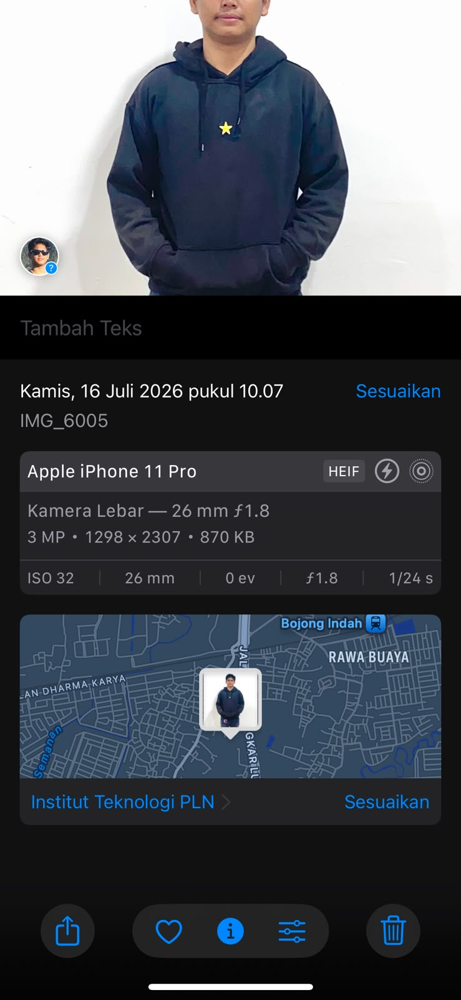 ?
Tambah Teks
Kamis, 16 Juli 2026 pukul 10.07
Sesuaikan
IMG_6005
Apple iPhone 11 Pro
HEIF
Kamera Lebar — 26 mm ƒ1.8
3 MP • 1298 × 2307 • 870 KB
ISO 32
26 mm
0 ev
ƒ1.8
1/24 s
Bojong Indah
RAWA BUAYA
JAL
LAN DHARMA KARYA
GKAR LU
Semanan
Institut Teknologi PLN
Sesuaikan